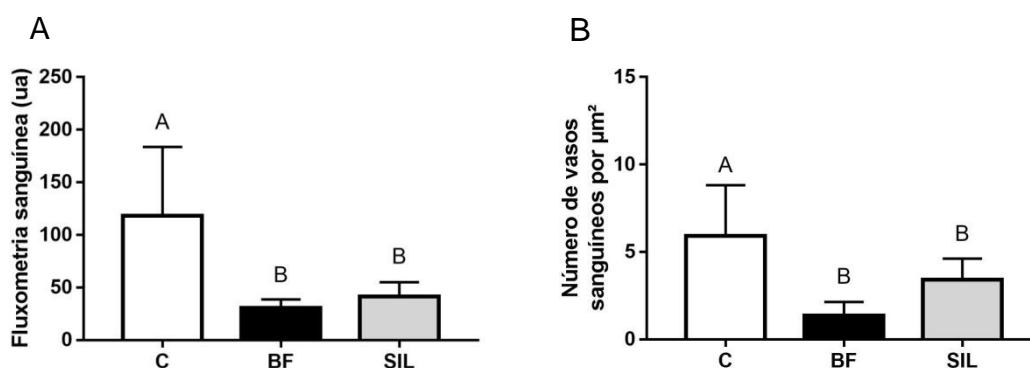 A
Fluxometria sanguínea (ua)
250
200
150
100
50
0
A
B
B
C
BF
SIL
B
Número de vasos
sanguíneos por µm²
15
10
5
0
A
B
B
C
BF
SIL